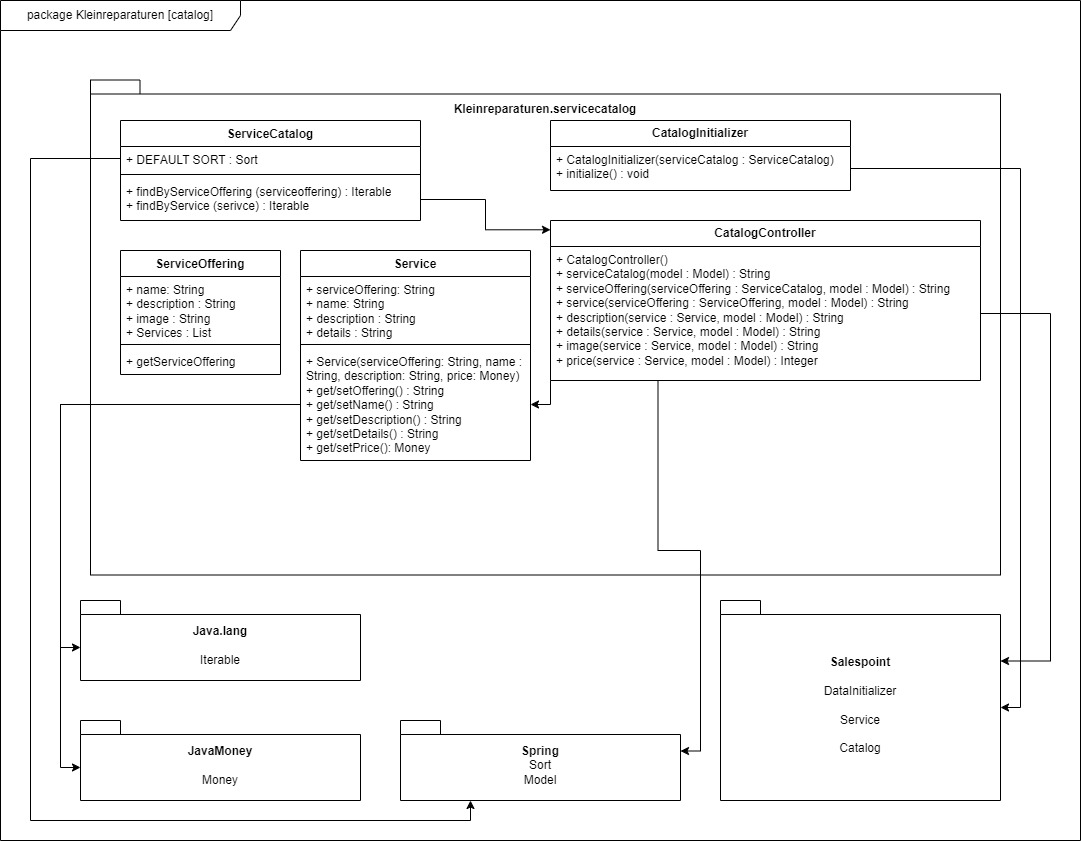 package Kleinreparaturen [catalog]
Kleinreparaturen.servicecatalog
ServiceCatalog
+ DEFAULT SORT : Sort
+ findByServiceOffering (serviceoffering) : Iterable
+ findByService (serivce) : Iterable
CatalogInitializer
+ CatalogInitializer(serviceCatalog : ServiceCatalog)
+ initialize() : void
ServiceOffering
+ name: String
+ description : String
+ image : String
+ Services : List
+ getServiceOffering
Service
+ serviceOffering: String
+ name: String
+ description : String
+ details : String
+ Service(serviceOffering: String, name :
String, description: String, price: Money)
+ get/setOffering() : String
+ get/setName() : String
+ get/setDescription() : String
+ get/setDetails() : String
+ get/setPrice(): Money
CatalogController
+ CatalogController()
+ serviceCatalog(model : Model) : String
+ serviceOffering(serviceOffering : ServiceCatalog, model : Model) : String
+ service(serviceOffering : ServiceOffering, model : Model) : String
+ description(service : Service, model : Model) : String
+ details(service : Service, model : Model) : String
+ image(service : Service, model : Model) : String
+ price(service : Service, model : Model) : Integer
Java.lang
Iterable
JavaMoney
Money
Spring
Sort
Model
Salespoint
DataInitializer
Service
Catalog